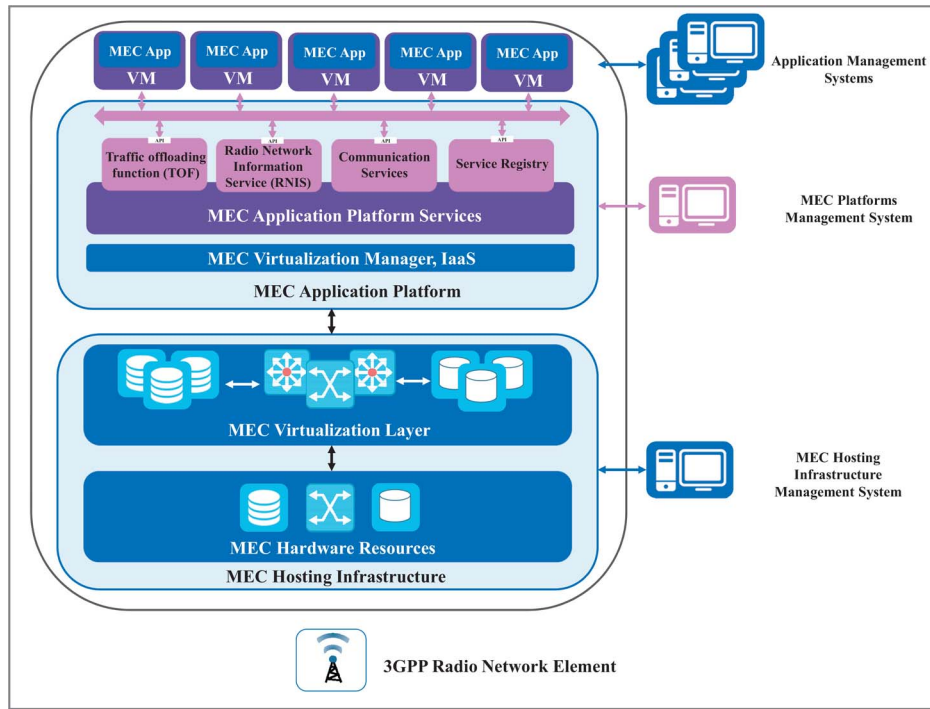 MEC App
VM
MEC App
VM
MEC App
VM
MEC App
VM
MEC App
VM
Application Management
Systems
API
Traffic offloading
function (TOF)
API
Radio Network
Information
Service (RNIS)
API
Communication
Services
API
Service Registry
MEC Application Platform Services
MEC Platforms
Management System
MEC Virtualization Manager, IaaS
MEC Application Platform
MEC Virtualization Layer
MEC Hosting
Infrastructure
Management System
MEC Hardware Resources
MEC Hosting Infrastructure
3GPP Radio Network Element